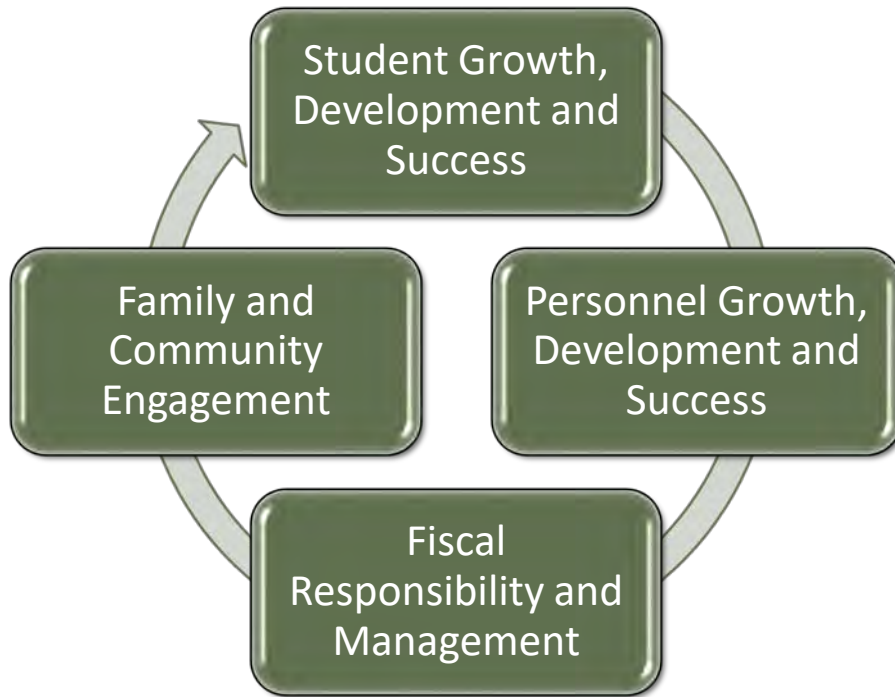 Student Growth,
Development and
Success
Family and
Community
Engagement
Personnel Growth,
Development and
Success
Fiscal
Responsibility and
Management